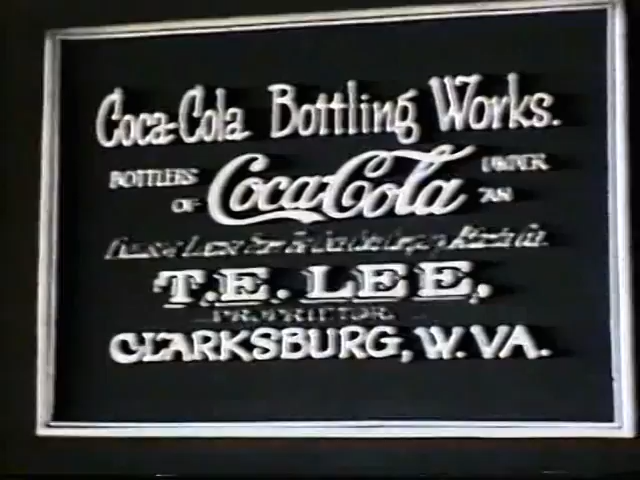 Coca-Cola Bottling Works.
BOTTLERS OF Coca-Cola UNDER AN
T.E. LEE,
PROPRIETOR.
CLARKSBURG, W. VA.